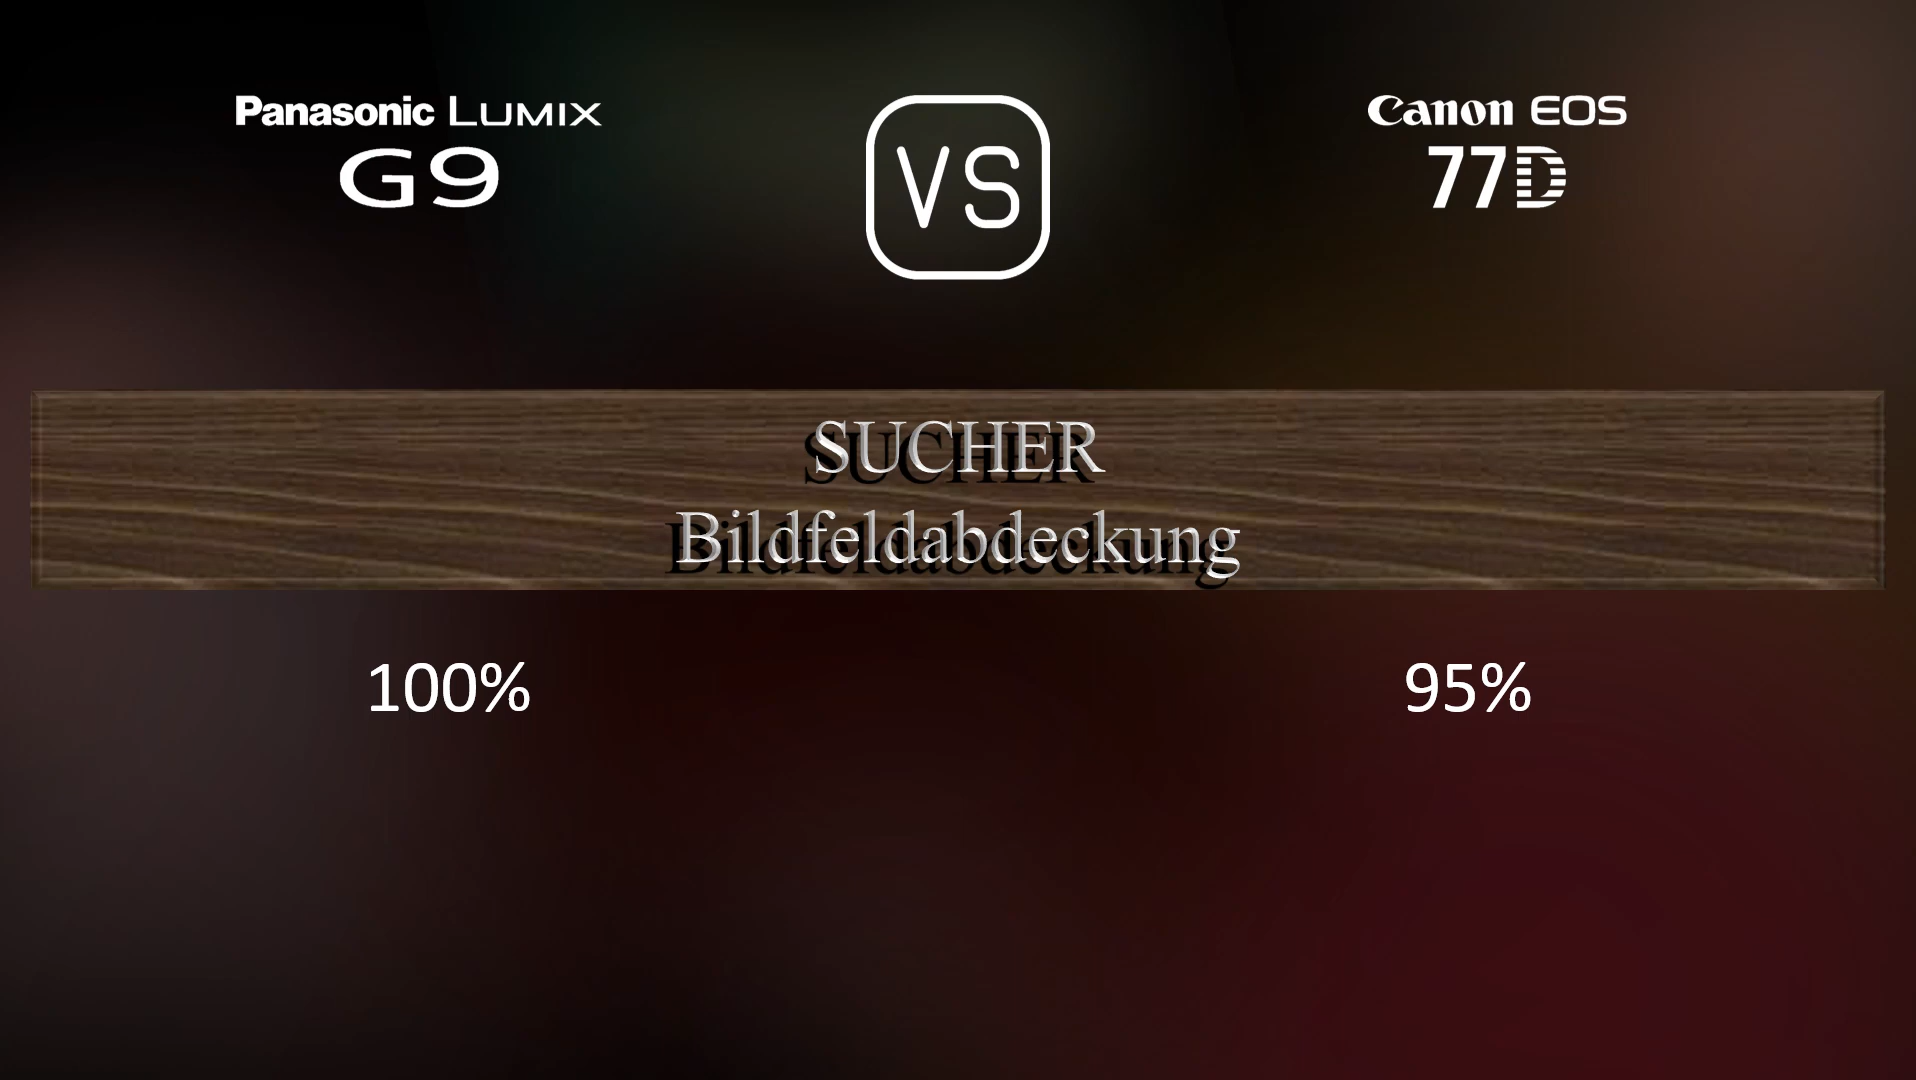 Panasonic LUMIX
G9
VS
Canon EOS
77D
SUCHER
Bildfeldabdeckung
100%
95%